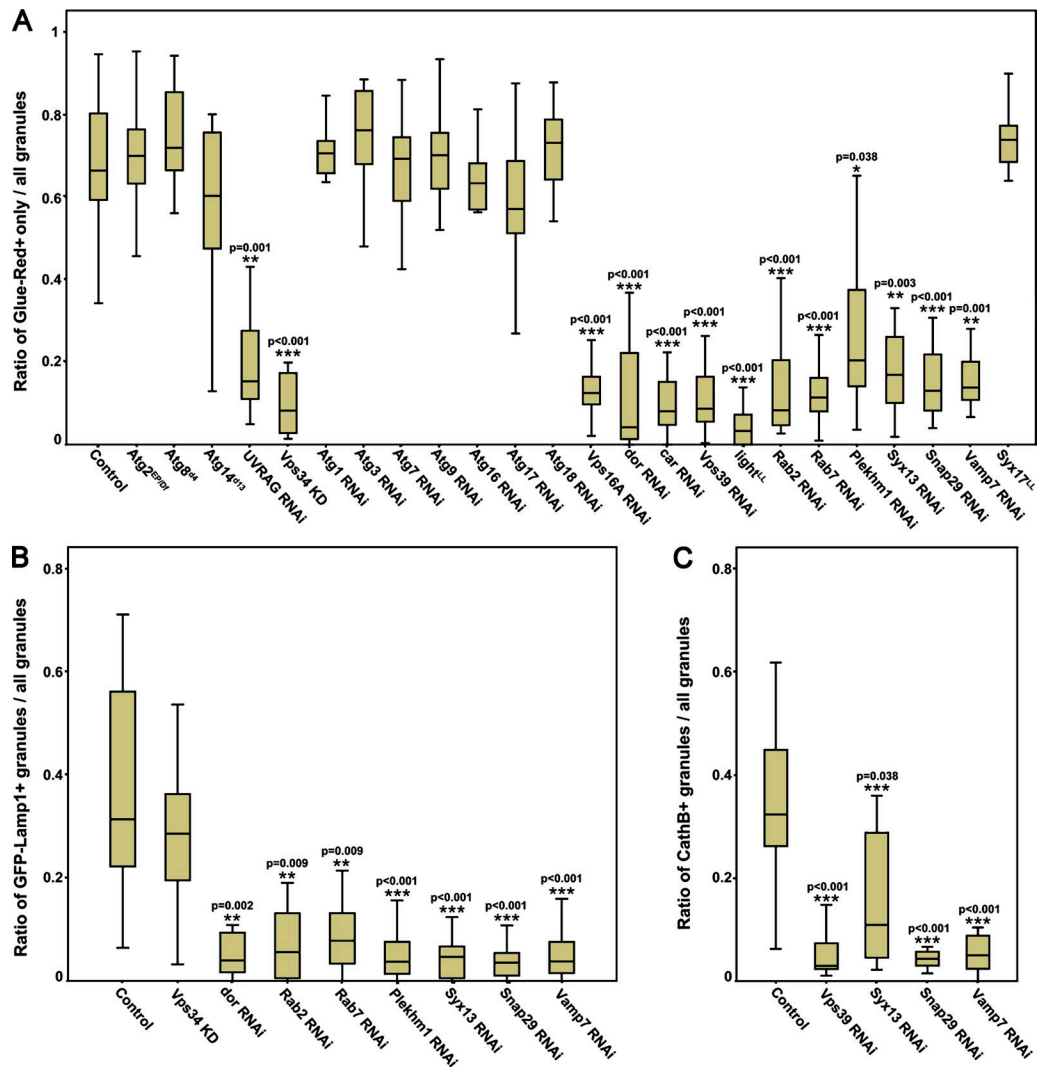 A
Ratio of Glue-Red+ only / all granules
1
0.8
0.6
0.4
0.2
0
p=0.001
**
p<0.001
***
p<0.001
***
p<0.001
***
p<0.001
***
p<0.001
***
p<0.001
***
p<0.001
***
p<0.001
***
p=0.038
*
p=0.003
**
p<0.001
***
p=0.001
**
Control
Atg2EP/Df
Atg8d4
Atg14d13
UVRAG RNAi
Vps34 KD
Atg1 RNAi
Atg3 RNAi
Atg7 RNAi
Atg9 RNAi
Atg16 RNAi
Atg17 RNAi
Atg18 RNAi
Vps16A RNAi
dor RNAi
car RNAi
Vps39 RNAi
lightLL
Rab2 RNAi
Rab7 RNAi
Plekhm1 RNAi
Syx13 RNAi
Snap29 RNAi
Vamp7 RNAi
Syx17LL
B
Ratio of GFP-Lamp1+ granules / all granules
0.8
0.6
0.4
0.2
0
p=0.002
**
p=0.009
**
p=0.009
**
p<0.001
***
p<0.001
***
p<0.001
***
p<0.001
***
Control
Vps34 KD
dor RNAi
Rab2 RNAi
Rab7 RNAi
Plekhm1 RNAi
Syx13 RNAi
Snap29 RNAi
Vamp7 RNAi
C
Ratio of CathB+ granules / all granules
0.8
0.6
0.4
0.2
0
p<0.001
***
p=0.038
***
p<0.001
***
p<0.001
***
Control
Vps39 RNAi
Syx13 RNAi
Snap29 RNAi
Vamp7 RNAi